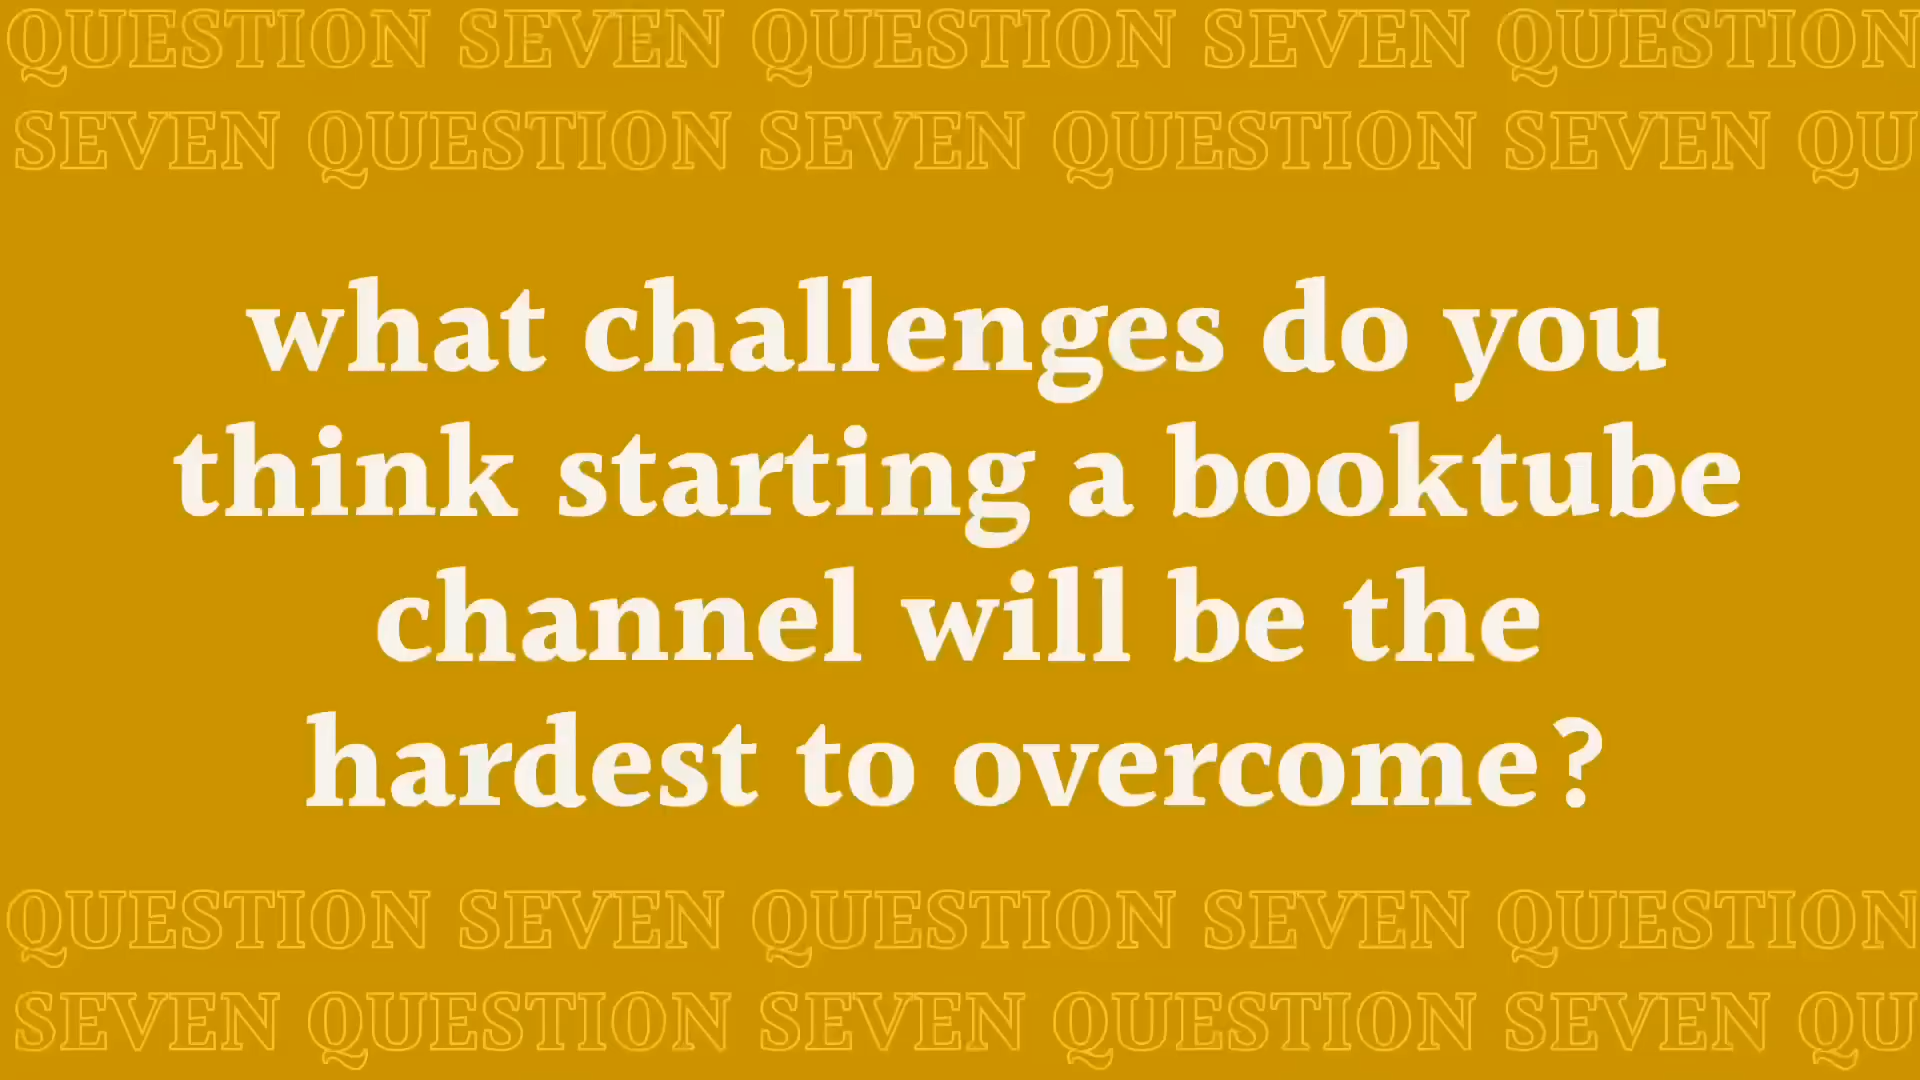 QUESTION SEVEN QUESTION SEVEN QUESTION
SEVEN QUESTION SEVEN QUESTION SEVEN QU
what challenges do you
think starting a booktube
channel will be the
hardest to overcome?
QUESTION SEVEN QUESTION SEVEN QUESTION
SEVEN QUESTION SEVEN QUESTION SEVEN QU